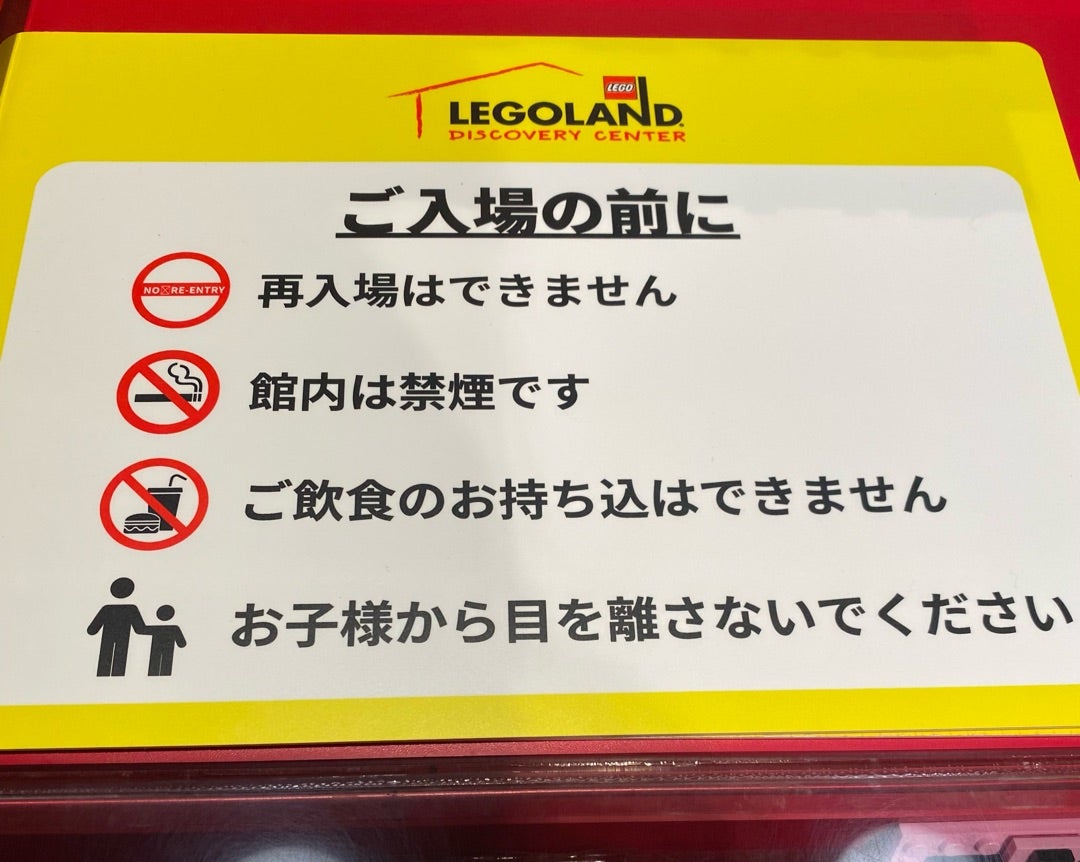 LEGO
LEGOLAND
DISCOVERY CENTER
ご入場の前に
NO☒RE-ENTRY
再入場はできません
館内は禁煙です
ご飲食のお持ち込はできません
お子様から目を離さないでください